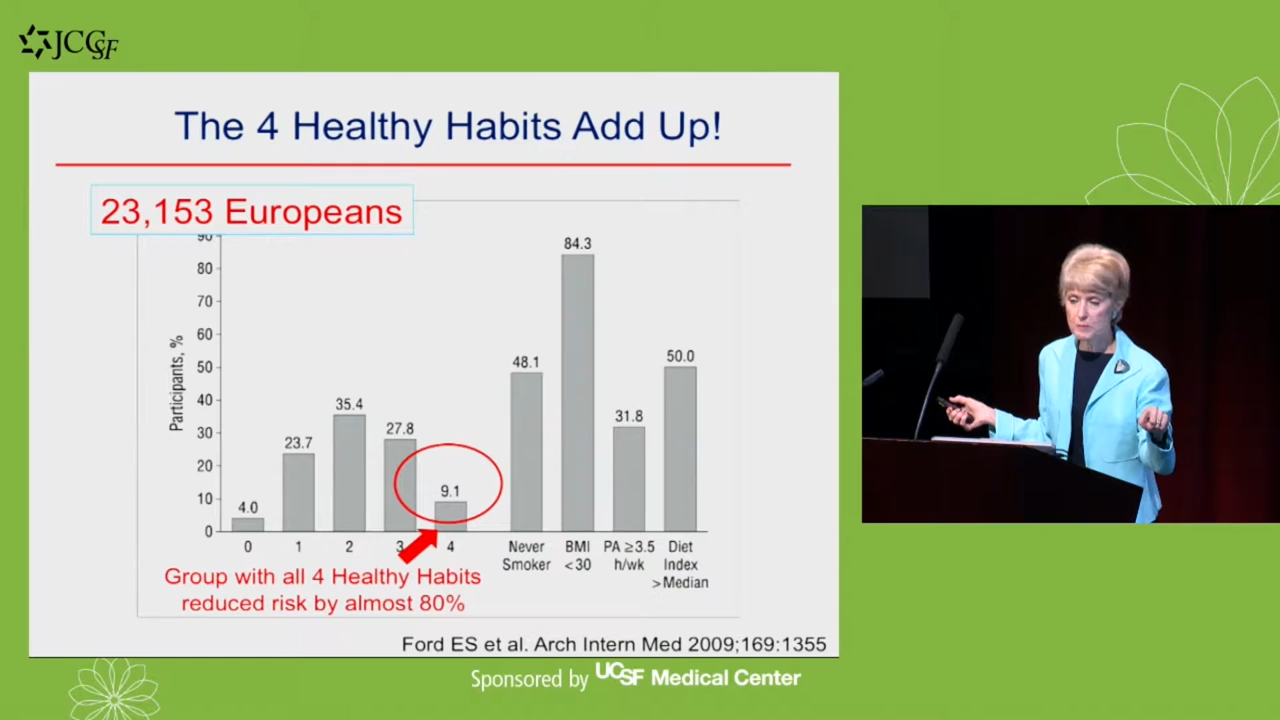 JCCSF
The 4 Healthy Habits Add Up!
23,153 Europeans
Participants, %
90
80
70
60
50
40
30
20
10
0
4.0
23.7
35.4
27.8
9.1
48.1
84.3
31.8
50.0
0 1 2 3 4
Never Smoker
BMI <30
PA ≥3.5 h/wk
Diet Index >Median
Group with all 4 Healthy Habits
reduced risk by almost 80%
Ford ES et al. Arch Intern Med 2009;169:1355
Sponsored by UCSF Medical Center